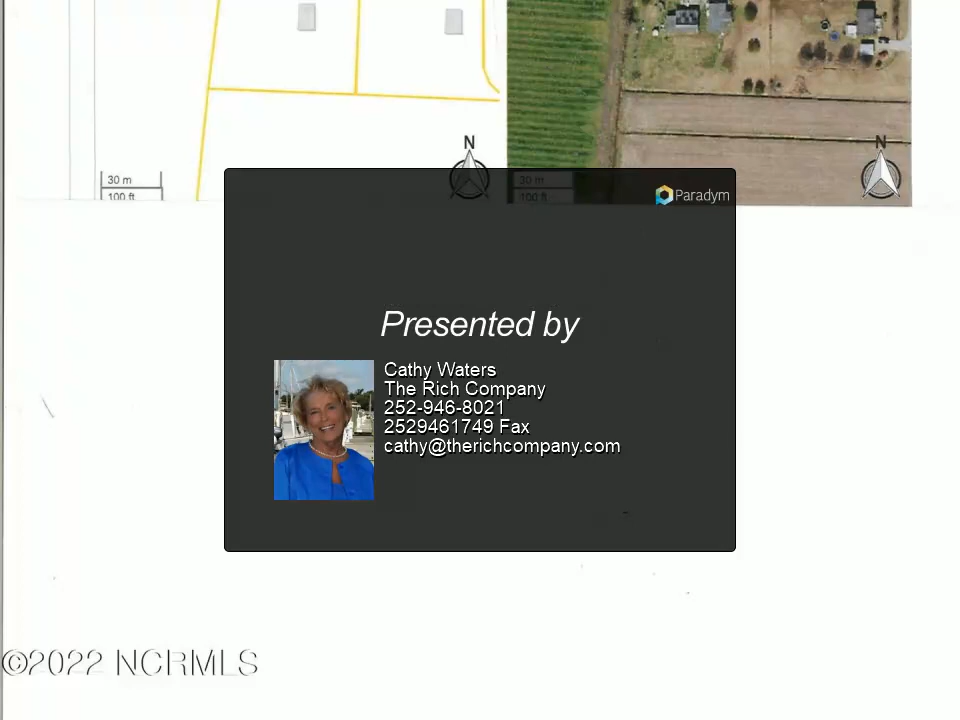 N
N
30 m
100 ft
30 m
100 ft
Paradym
Presented by
Cathy Waters
The Rich Company
252-946-8021
2529461749 Fax
cathy@therichcompany.com
©2022 NCRMLS